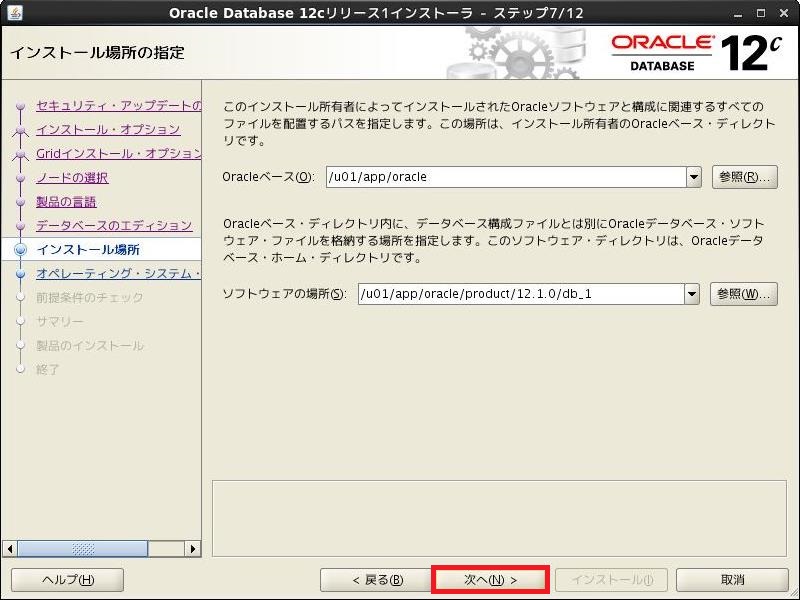 Oracle Database 12cリリース1インストーラ - ステップ7/12
インストール場所の指定
ORACLE
DATABASE
12c
セキュリティ・アップデートの
インストール・オプション
Gridインストール・オプション
ノードの選択
製品の言語
データベースのエディション
インストール場所
オペレーティング・システム・
前提条件のチェック
サマリー
製品のインストール
終了
このインストール所有者によってインストールされたOracleソフトウェアと構成に関連するすべての
ファイルを配置するパスを指定します。この場所は、インストール所有者のOracleベース・ディレクト
リです。
Oracleベース(O): /u01/app/oracle 参照(R)...
Oracleベース・ディレクトリ内に、データベース構成ファイルとは別にOracleデータベース・ソフト
ウェア・ファイルを格納する場所を指定します。このソフトウェア・ディレクトリは、Oracleデータ
ベース・ホーム・ディレクトリです。
ソフトウェアの場所(S): /u01/app/oracle/product/12.1.0/db_1 参照(W)...
ヘルプ(H) < 戻る(B) 次へ(N) > インストール(I) 取消